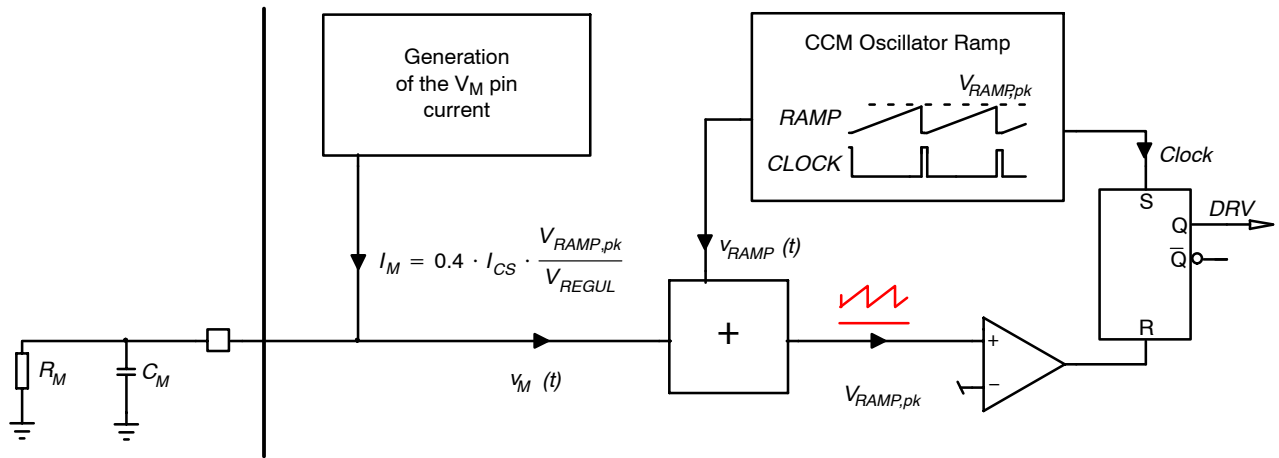 Generation
of the VM pin
current
CCM Oscillator Ramp
VRAMP,pk
RAMP
CLOCK
Clock
S
Q
DRV
Q̅
R
IM = 0.4 · ICS · VRAMP,pk / VREGUL
vRAMP (t)
+
RM
CM
vM (t)
+
−
VRAMP,pk